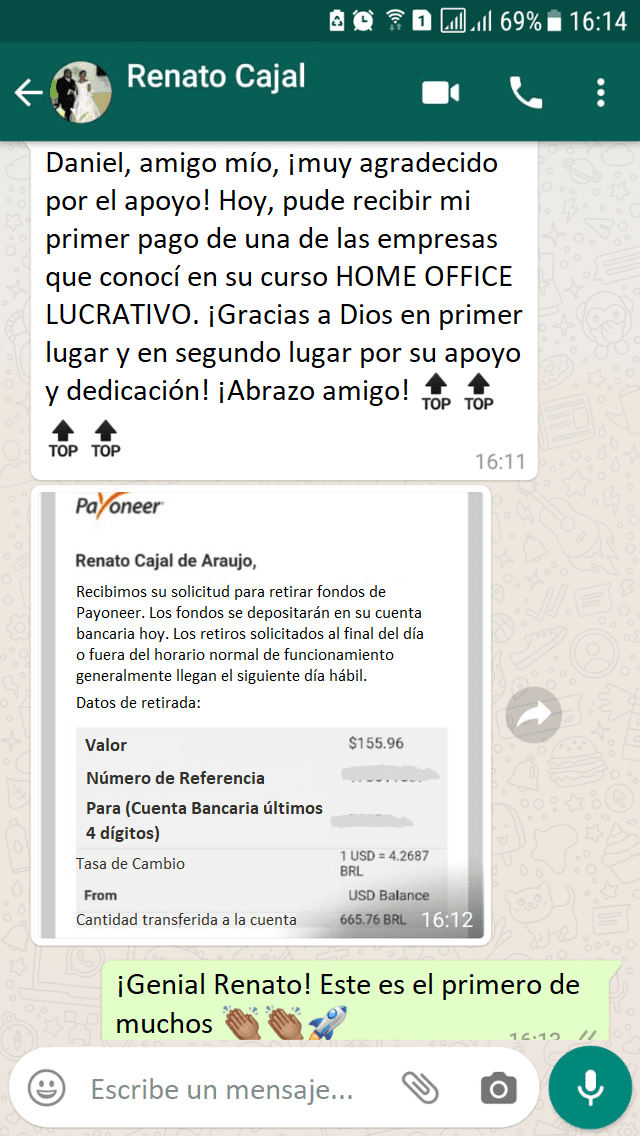 1 69% 16:14
Renato Cajal
Daniel, amigo mío, ¡muy agradecido
por el apoyo! Hoy, pude recibir mi
primer pago de una de las empresas
que conocí en su curso HOME OFFICE
LUCRATIVO. ¡Gracias a Dios en primer
lugar y en segundo lugar por su apoyo
y dedicación! ¡Abrazo amigo! TOP TOP
TOP TOP
16:11
Payoneer
Renato Cajal de Araujo,
Recibimos su solicitud para retirar fondos de
Payoneer. Los fondos se depositarán en su cuenta
bancaria hoy. Los retiros solicitados al final del día
o fuera del horario normal de funcionamiento
generalmente llegan el siguiente día hábil.
Datos de retirada:
Valor $155.96
Número de Referencia
Para (Cuenta Bancaria últimos
4 dígitos)
Tasa de Cambio 1 USD = 4.2687
BRL
From USD Balance
Cantidad transferida a la cuenta 665.76 BRL 16:12
¡Genial Renato! Este es el primero de
muchos 👏👏🚀
Escribe un mensaje...